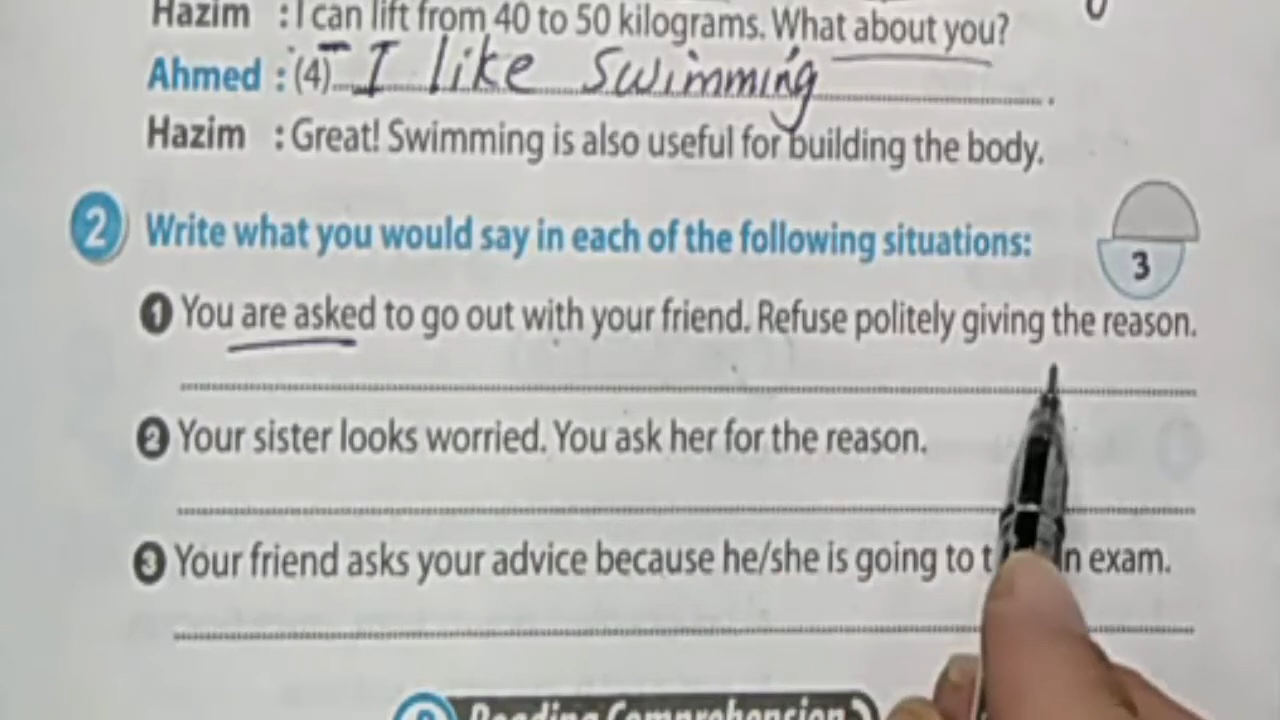 Hazim : I can lift from 40 to 50 kilograms. What about you?
Ahmed : (4) I like swimming .
Hazim : Great! Swimming is also useful for building the body.
2 Write what you would say in each of the following situations:
3
1 You are asked to go out with your friend. Refuse politely giving the reason.
2 Your sister looks worried. You ask her for the reason.
3 Your friend asks your advice because he/she is going to exam.
B Reading Comprehension